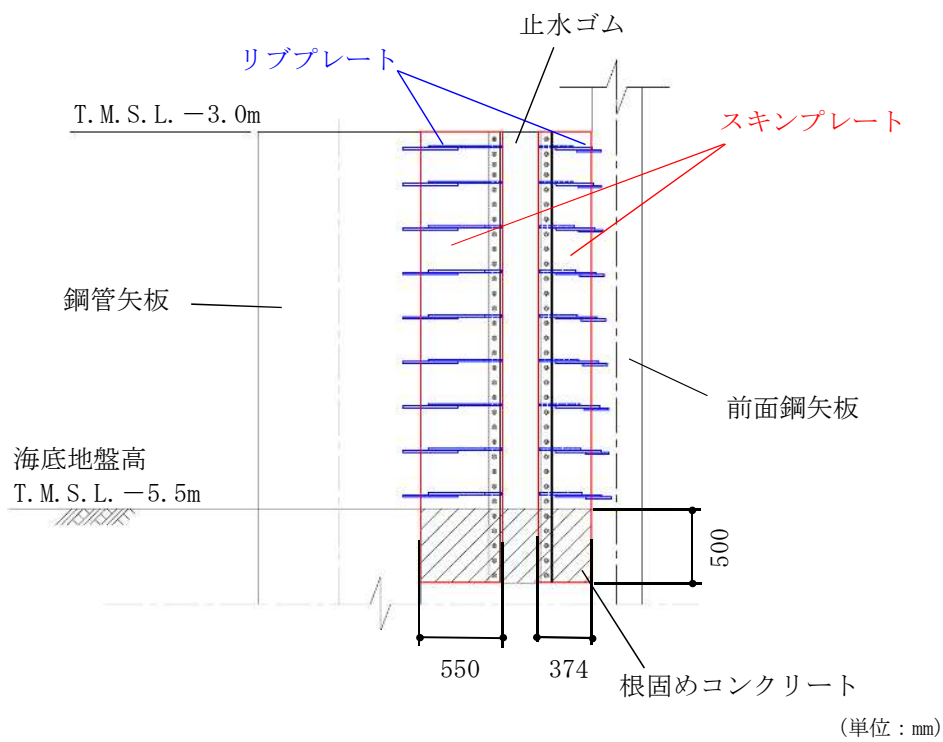 止水ゴム
リブプレート
T.M.S.L.－3.0m
スキンプレート
鋼管矢板
前面鋼矢板
海底地盤高
T.M.S.L.－5.5m
500
550
374
根固めコンクリート
(単位：mm)